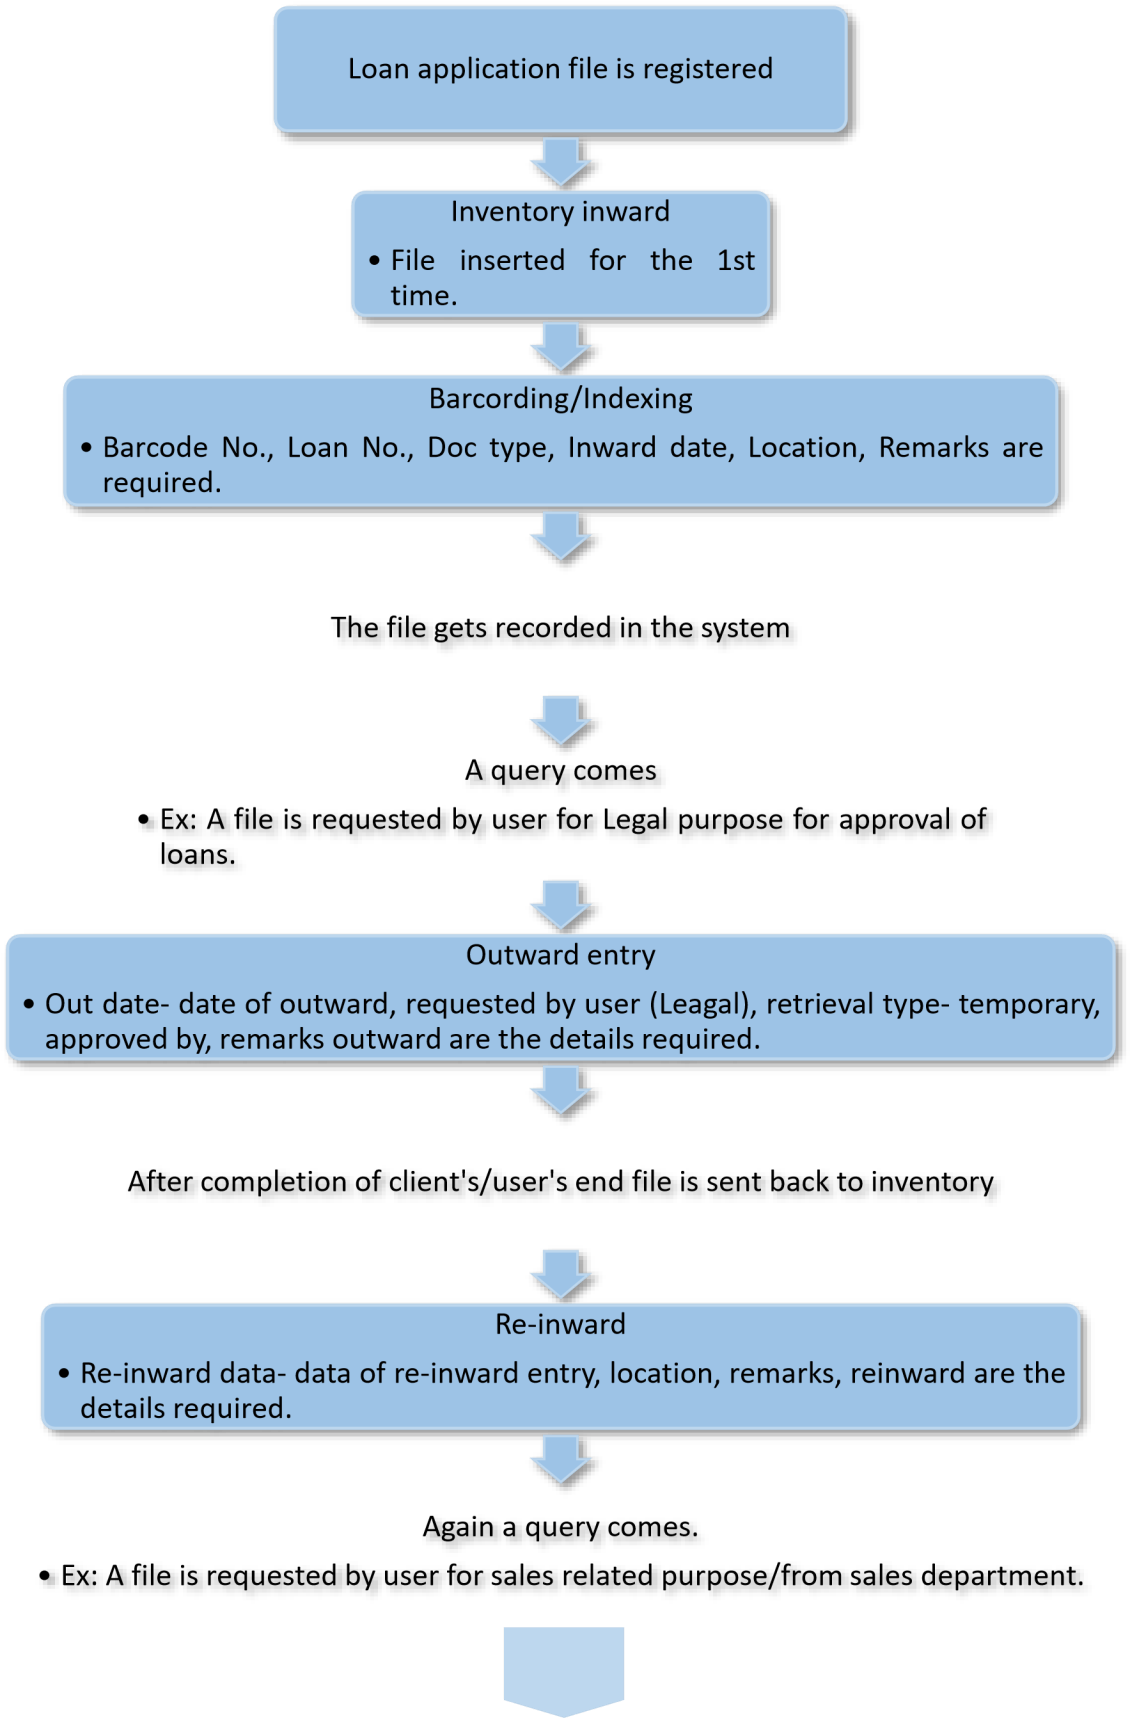 Loan application file is registered
Inventory inward
• File inserted for the 1st
time.
Barcording/Indexing
• Barcode No., Loan No., Doc type, Inward date, Location, Remarks are
required.
The file gets recorded in the system
A query comes
• Ex: A file is requested by user for Legal purpose for approval of
loans.
Outward entry
• Out date- date of outward, requested by user (Leagal), retrieval type- temporary,
approved by, remarks outward are the details required.
After completion of client's/user's end file is sent back to inventory
Re-inward
• Re-inward data- data of re-inward entry, location, remarks, reinward are the
details required.
Again a query comes.
• Ex: A file is requested by user for sales related purpose/from sales department.